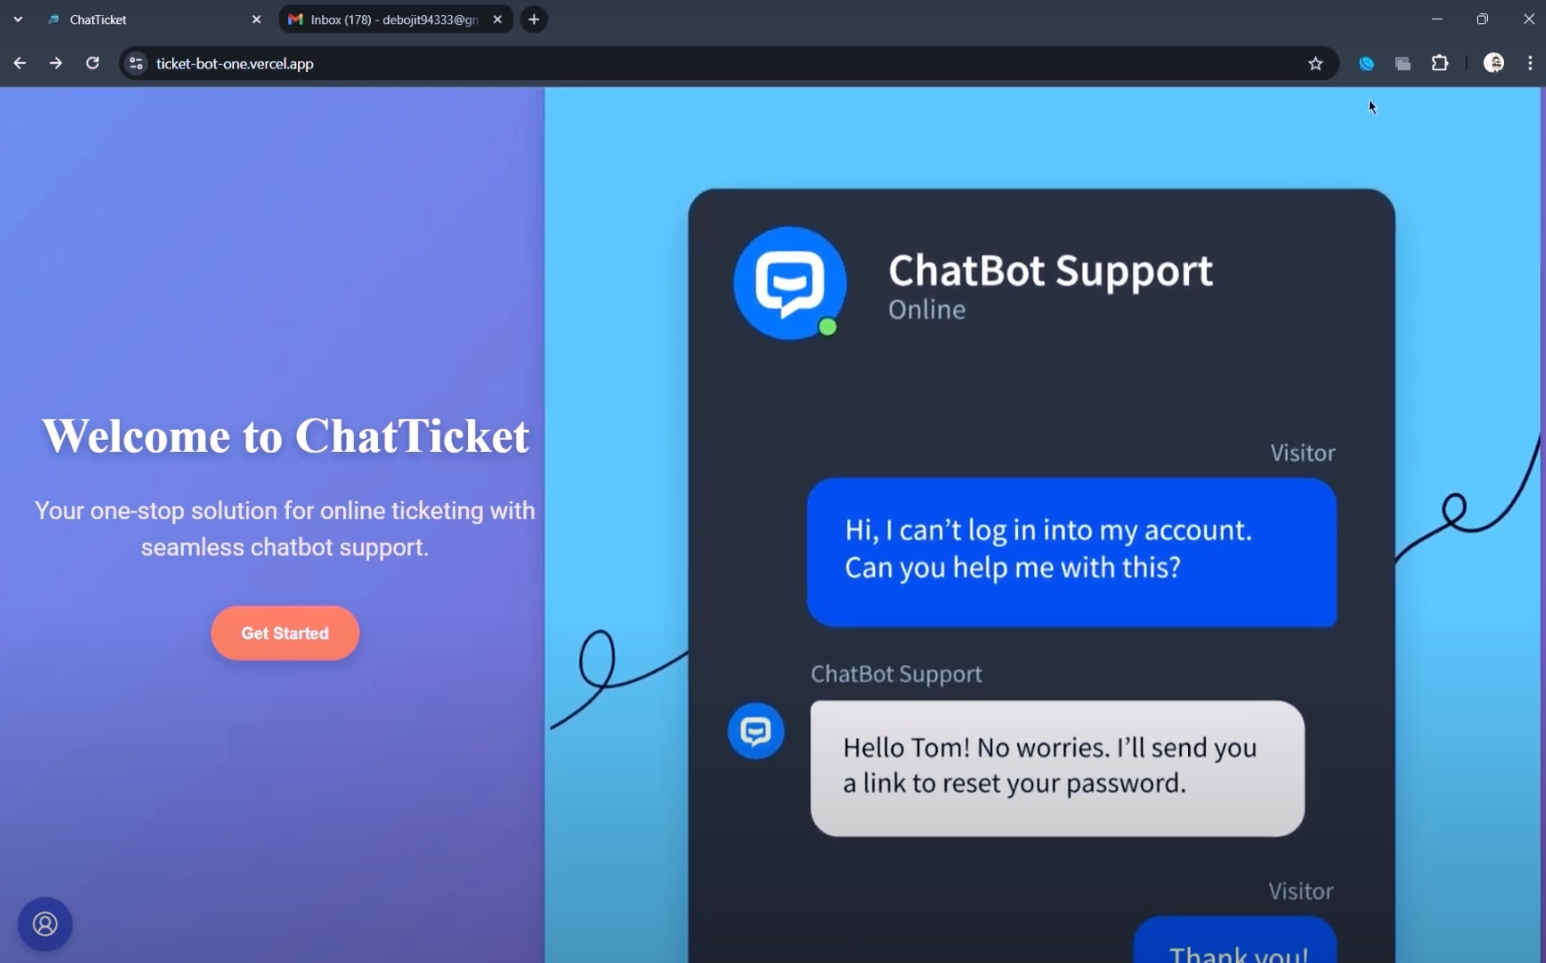 ChatTicket
Inbox (178) - debojit94333@gm
ticket-bot-one.vercel.app
Welcome to ChatTicket
Your one-stop solution for online ticketing with
seamless chatbot support.
Get Started
ChatBot Support
Online
Visitor
Hi, I can’t log in into my account.
Can you help me with this?
ChatBot Support
Hello Tom! No worries. I’ll send you
a link to reset your password.
Visitor
Thank you!